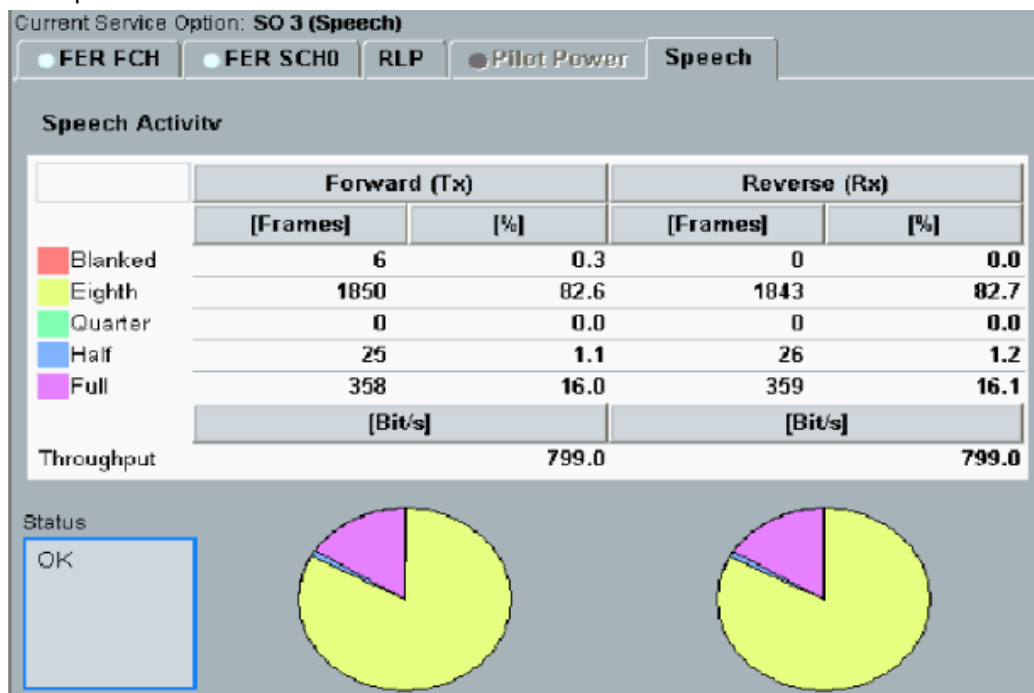 Current Service Option: SO 3 (Speech)
FER FCH FER SCH0 RLP Pilot Power Speech
Speech Activity
Forward (Tx) Reverse (Rx)
[Frames] [%] [Frames] [%]
Blanked 6 0.3 0 0.0
Eighth 1850 82.6 1843 82.7
Quarter 0 0.0 0 0.0
Half 25 1.1 26 1.2
Full 358 16.0 359 16.1
[Bit/s] [Bit/s]
Throughput 799.0 799.0
Status
OK